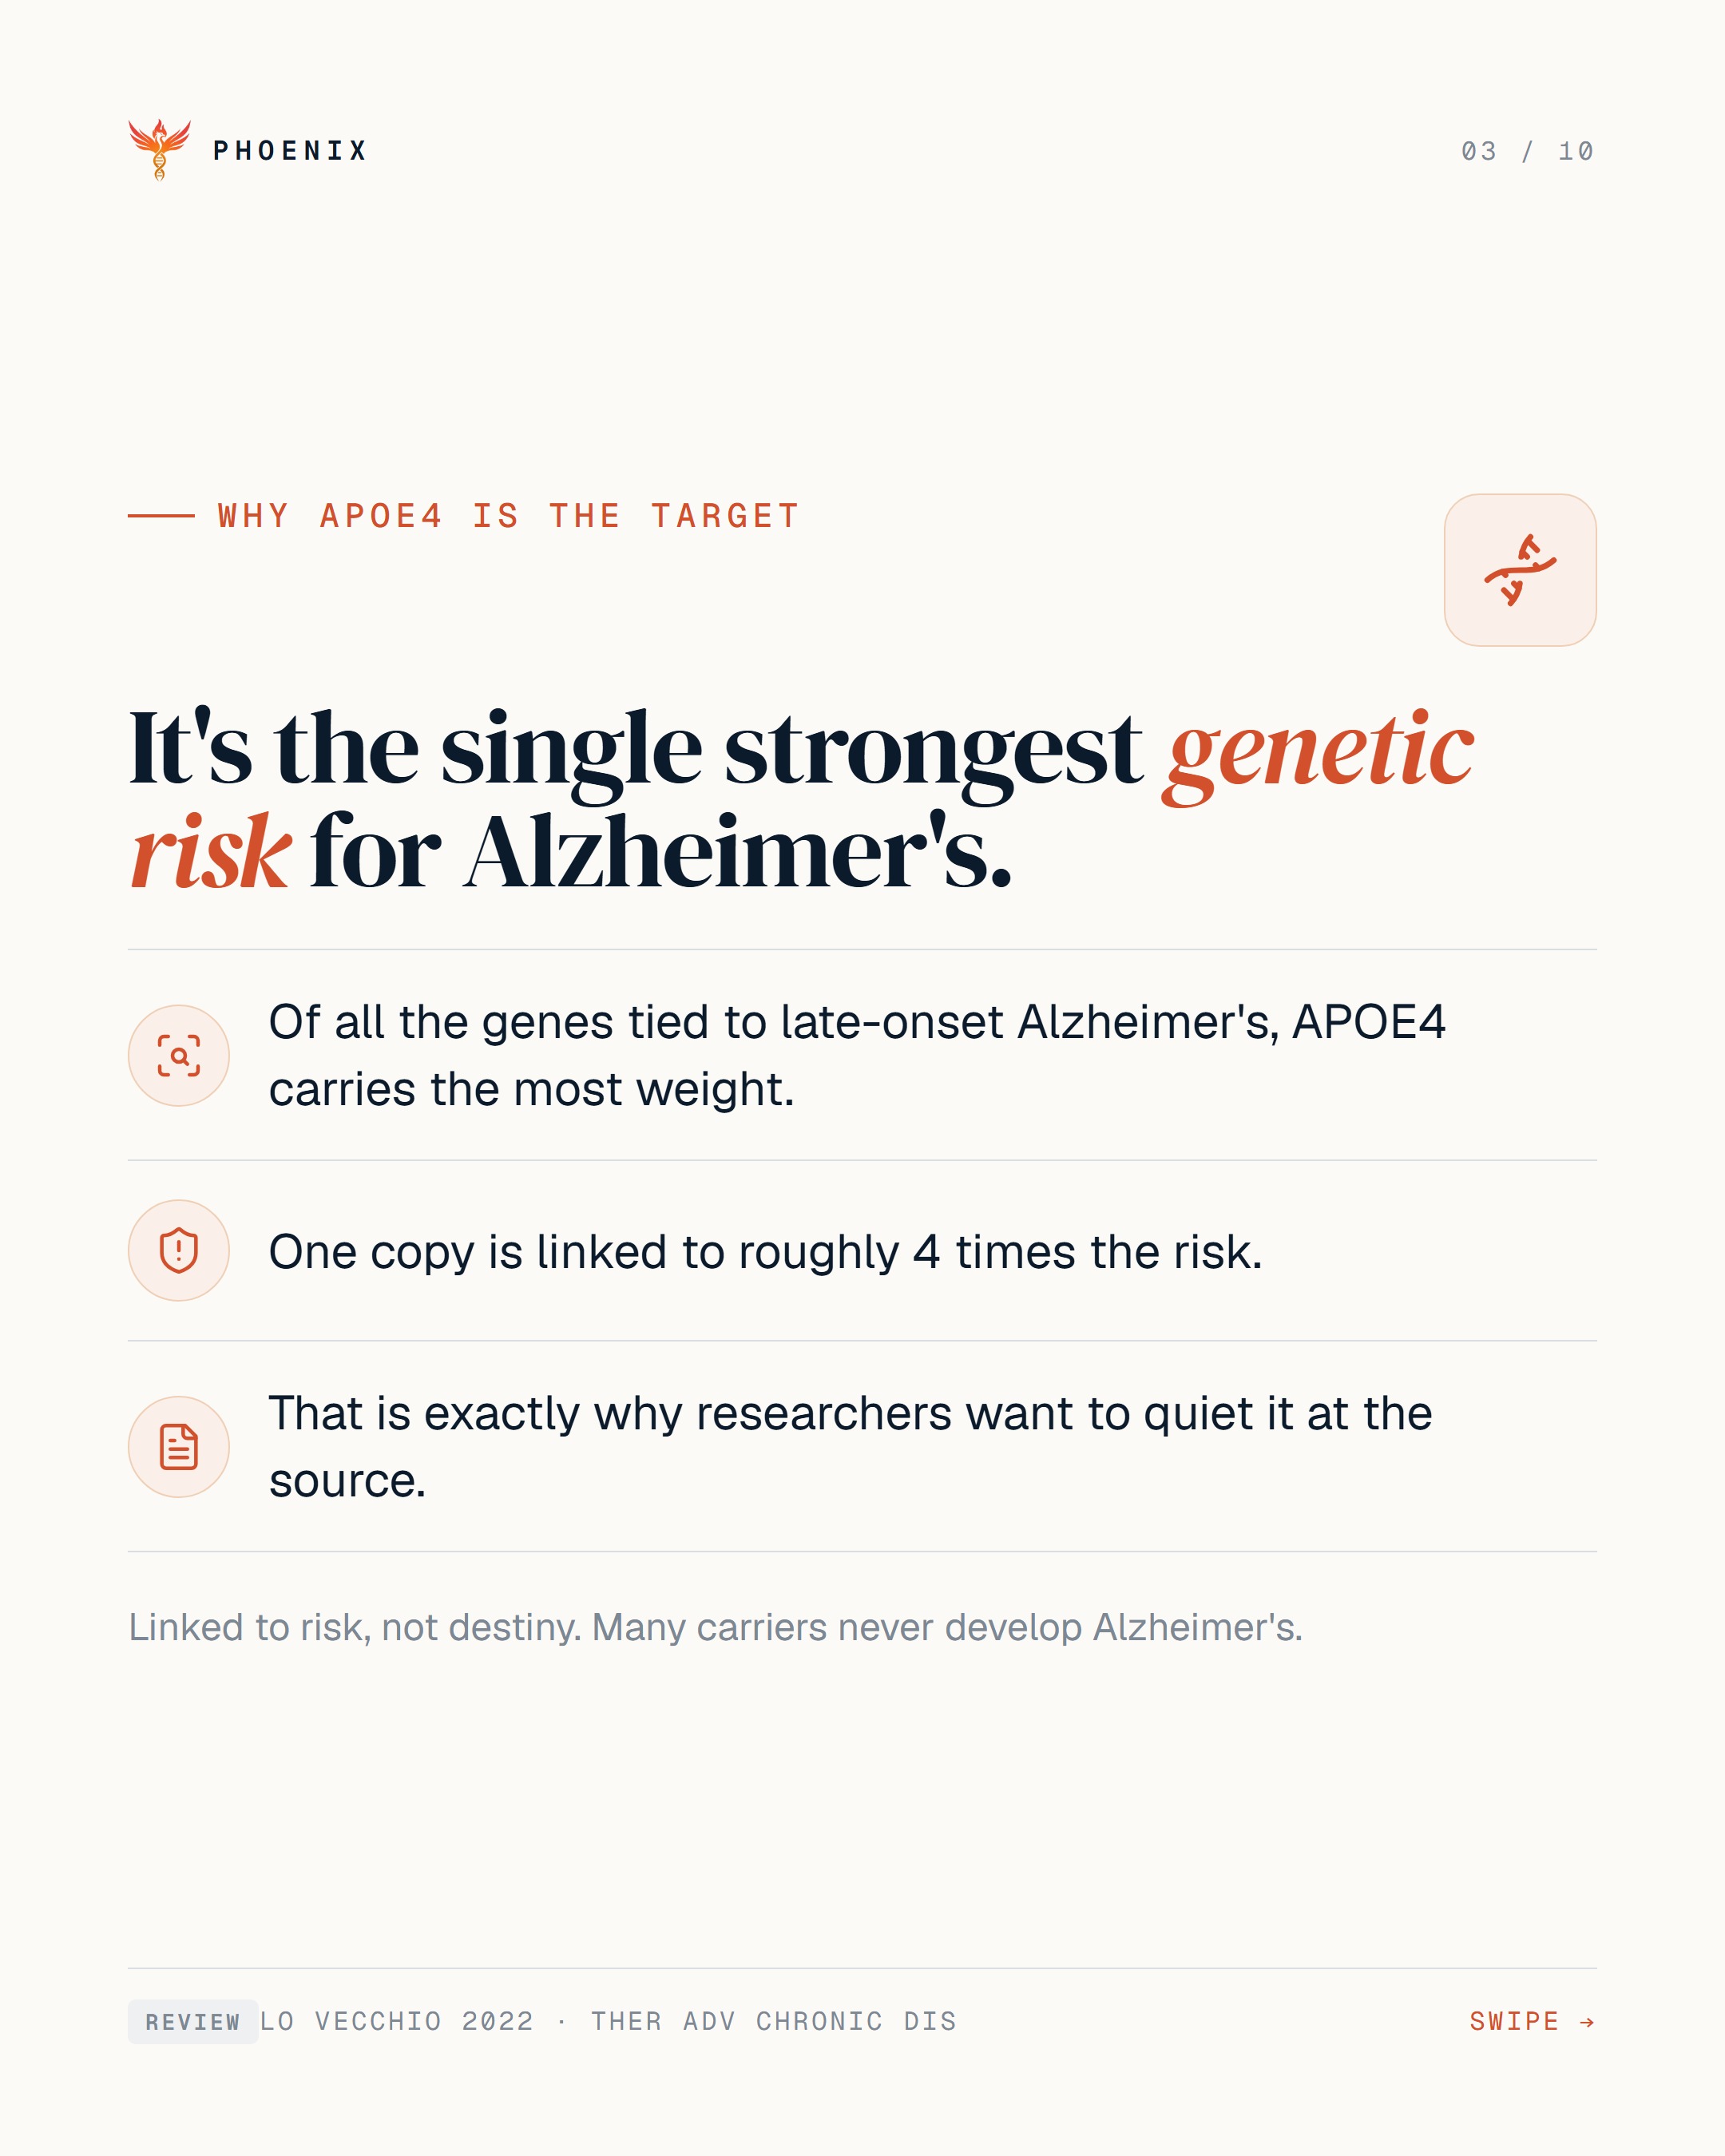 PHOENIX
03 / 10
WHY APOE4 IS THE TARGET
It's the single strongest genetic
risk for Alzheimer's.
Of all the genes tied to late-onset Alzheimer's, APOE4
carries the most weight.
One copy is linked to roughly 4 times the risk.
That is exactly why researchers want to quiet it at the
source.
Linked to risk, not destiny. Many carriers never develop Alzheimer's.
REVIEW LO VECCHIO 2022 · THER ADV CHRONIC DIS
SWIPE →